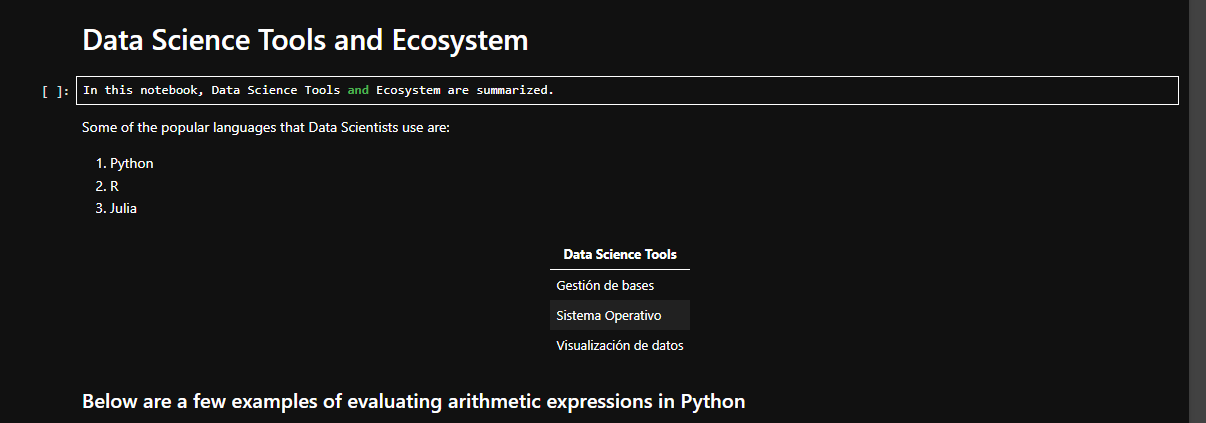 Data Science Tools and Ecosystem
[ ]: In this notebook, Data Science Tools and Ecosystem are summarized.
Some of the popular languages that Data Scientists use are:
1. Python
2. R
3. Julia
Data Science Tools
Gestión de bases
Sistema Operativo
Visualización de datos
Below are a few examples of evaluating arithmetic expressions in Python